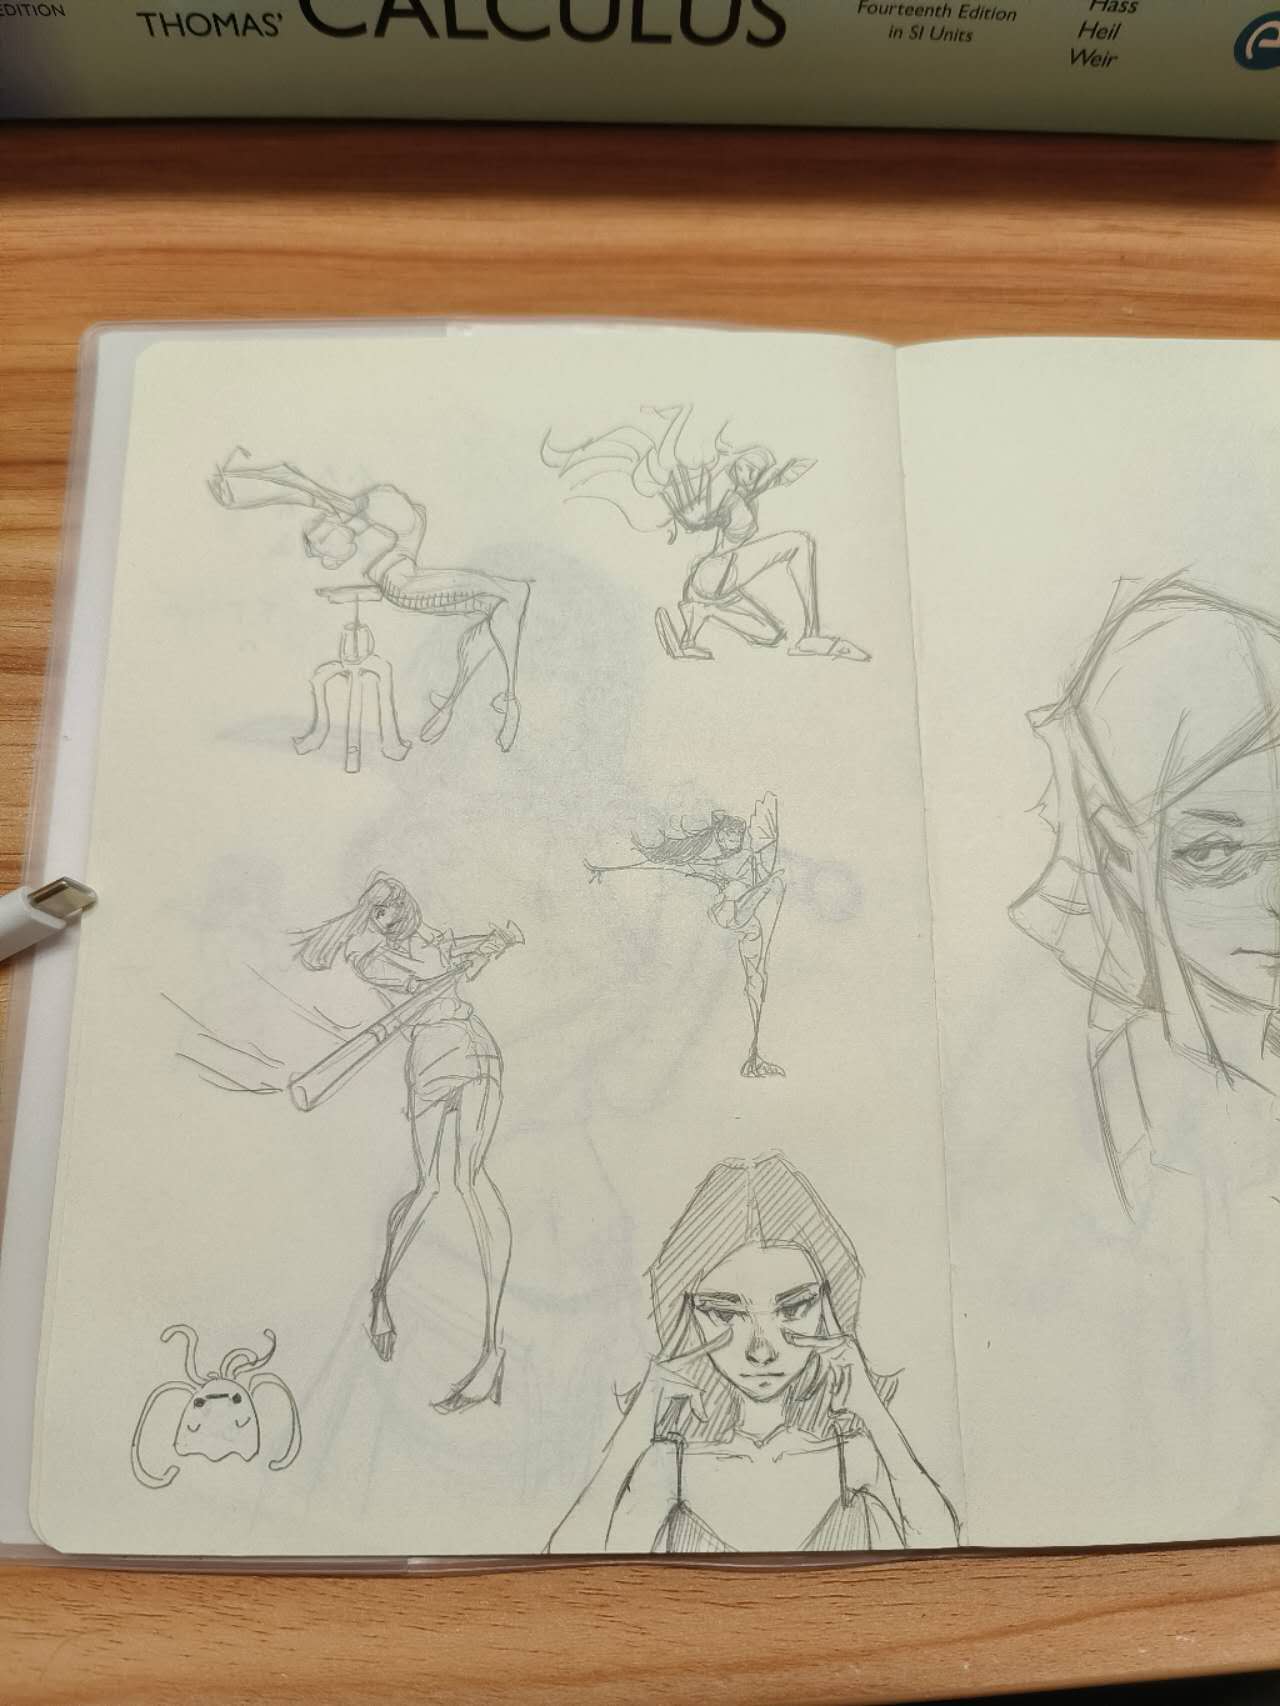 EDITION
THOMAS' CALCULUS
Fourteenth Edition
in SI Units
Hass
Heil
Weir